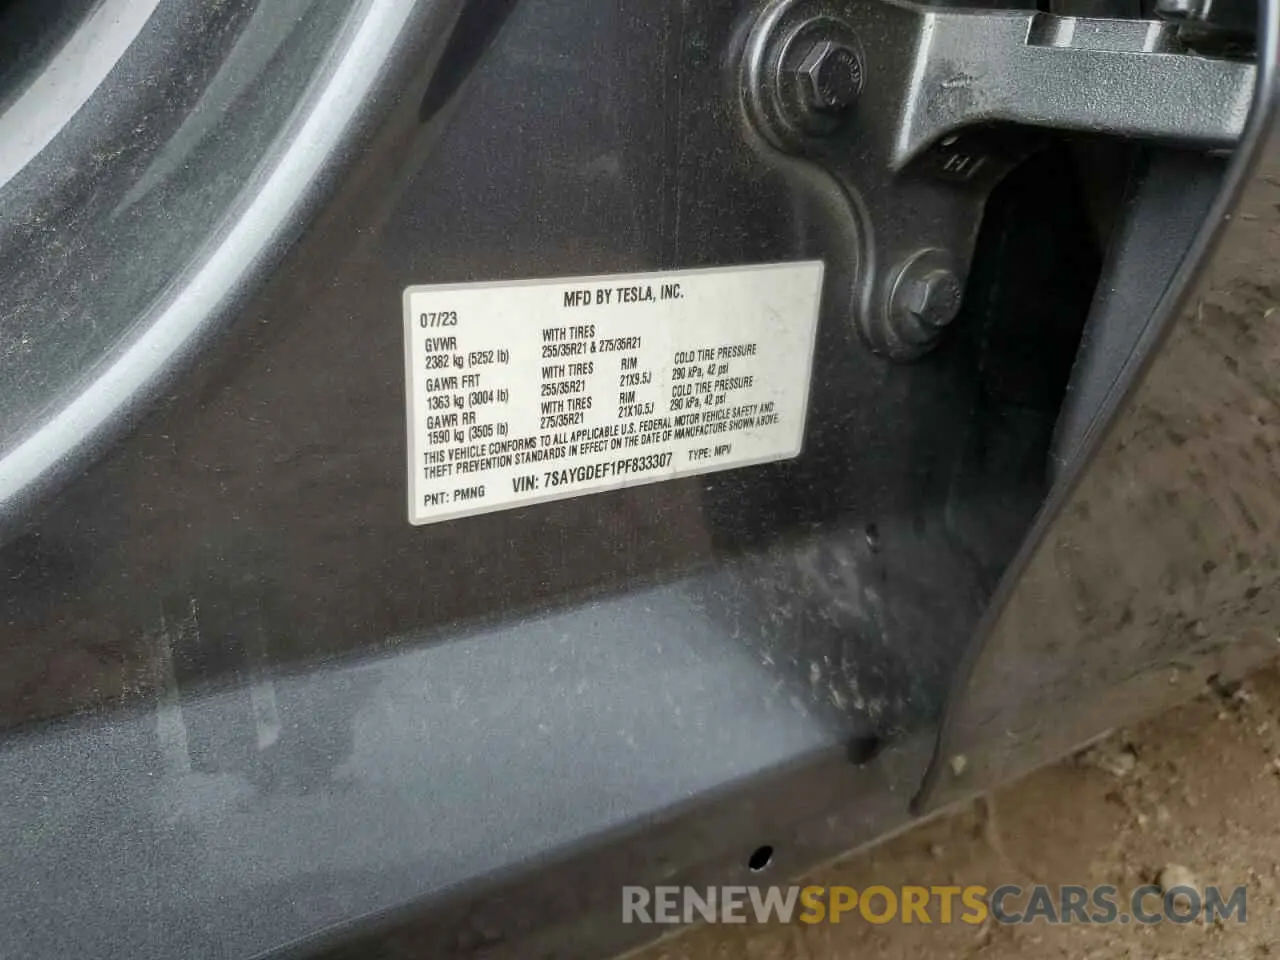 MFD BY TESLA, INC.
07/23
GVWR
2382 kg (5252 lb)
WITH TIRES
255/35R21 & 275/35R21
GAWR FRT
1363 kg (3004 lb)
WITH TIRES
255/35R21
RIM
21X9.5J
COLD TIRE PRESSURE
290 kPa, 42 psi
GAWR RR
1590 kg (3505 lb)
WITH TIRES
275/35R21
RIM
21X10.5J
COLD TIRE PRESSURE
290 kPa, 42 psi
THIS VEHICLE CONFORMS TO ALL APPLICABLE U.S. FEDERAL MOTOR VEHICLE SAFETY AND
THEFT PREVENTION STANDARDS IN EFFECT ON THE DATE OF MANUFACTURE SHOWN ABOVE.
PNT: PMNG
VIN: 7SAYGDEF1PF833307
TYPE: MPV
RENEWSPORTSCARS.COM